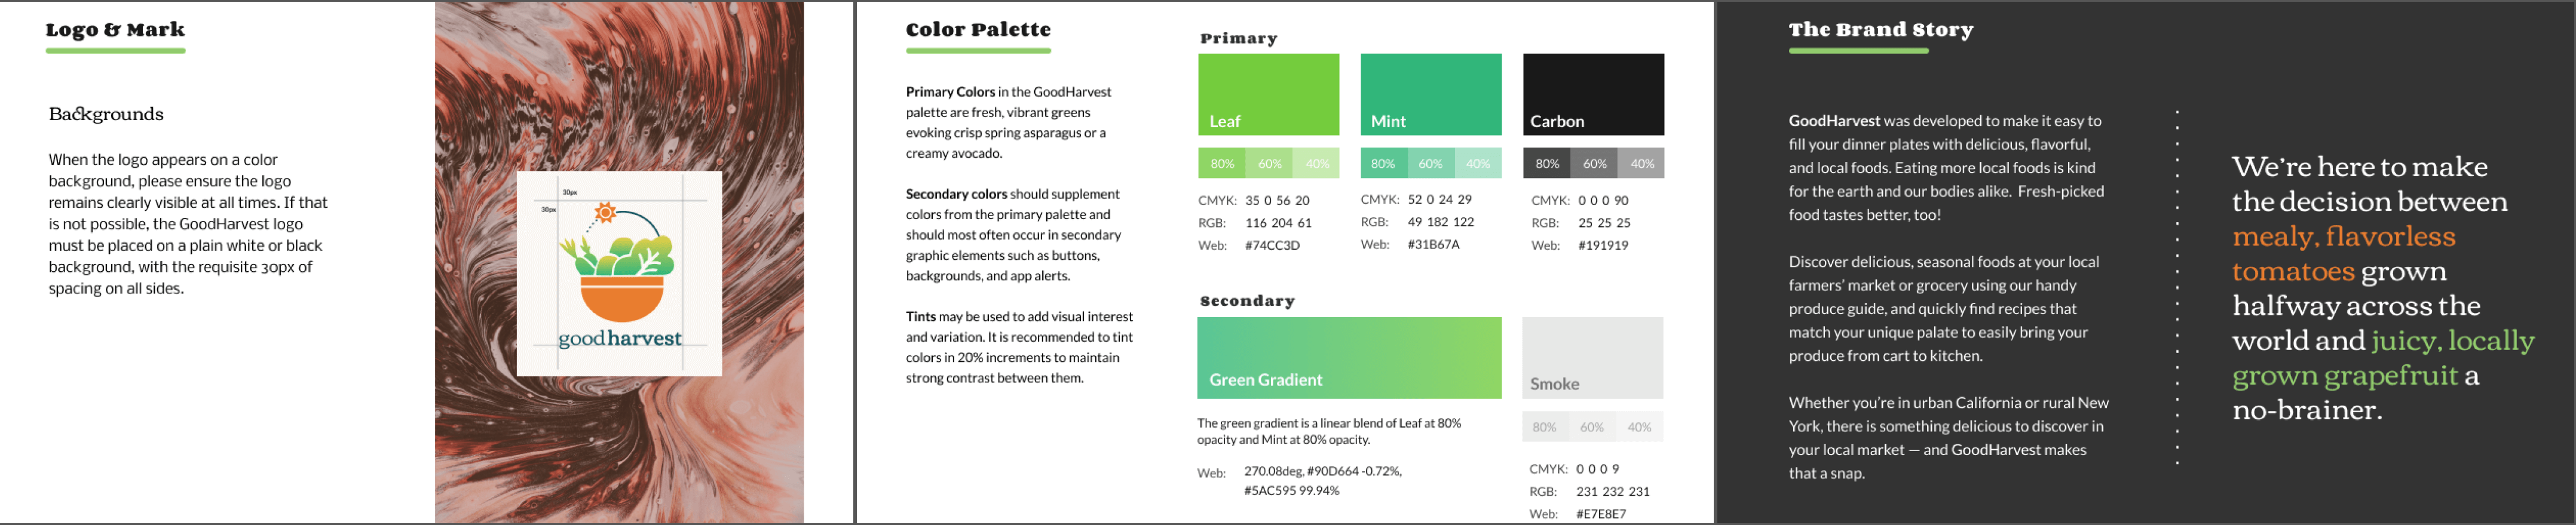 Logo & Mark
Backgrounds
When the logo appears on a color
background, please ensure the logo
remains clearly visible at all times. If that
is not possible, the GoodHarvest logo
must be placed on a plain white or black
background, with the requisite 30px of
spacing on all sides.
30px
30px
goodharvest
Color Palette
Primary Colors in the GoodHarvest
palette are fresh, vibrant greens
evoking crisp spring asparagus or a
creamy avocado.
Secondary colors should supplement
colors from the primary palette and
should most often occur in secondary
graphic elements such as buttons,
backgrounds, and app alerts.
Tints may be used to add visual interest
and variation. It is recommended to tint
colors in 20% increments to maintain
strong contrast between them.
Primary
Leaf
80% 60% 40%
CMYK: 35 0 56 20
RGB: 116 204 61
Web: #74CC3D
Mint
80% 60% 40%
CMYK: 52 0 24 29
RGB: 49 182 122
Web: #31B67A
Carbon
80% 60% 40%
CMYK: 0 0 0 90
RGB: 25 25 25
Web: #191919
Secondary
Green Gradient
The green gradient is a linear blend of Leaf at 80%
opacity and Mint at 80% opacity.
Web: 270.08deg, #90D664 -0.72%,
#5AC595 99.94%
Smoke
80% 60% 40%
CMYK: 0 0 0 9
RGB: 231 232 231
Web: #E7E8E7
The Brand Story
GoodHarvest was developed to make it easy to
fill your dinner plates with delicious, flavorful,
and local foods. Eating more local foods is kind
for the earth and our bodies alike. Fresh-picked
food tastes better, too!
Discover delicious, seasonal foods at your local
farmers' market or grocery using our handy
produce guide, and quickly find recipes that
match your unique palate to easily bring your
produce from cart to kitchen.
Whether you're in urban California or rural New
York, there is something delicious to discover in
your local market — and GoodHarvest makes
that a snap.
We're here to make
the decision between
mealy, flavorless
tomatoes grown
halfway across the
world and juicy, locally
grown grapefruit a
no-brainer.